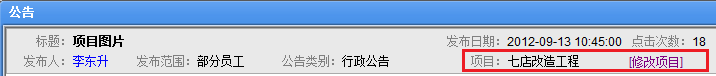 公告
标题：项目图片 发布日期：2012-09-13 10:45:00 点击次数：18
发布人：李东升 发布范围：部分员工 公告类别：行政公告 项目：七店改造工程 [修改项目]